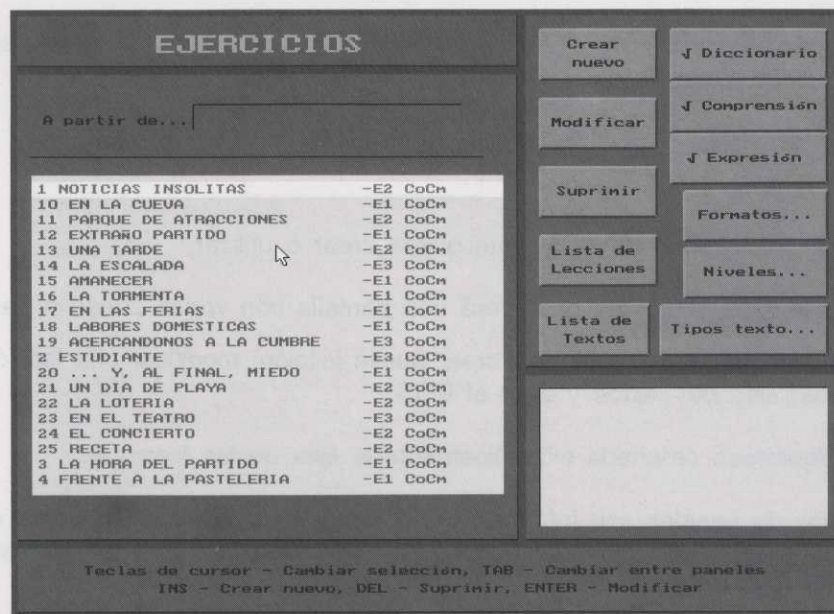 EJERCICIOS
A partir de...
1 NOTICIAS INSOLITAS -E2 CoCm
10 EN LA CUEVA -E1 CoCm
11 PARQUE DE ATRACCIONES -E2 CoCm
12 EXTRAÑO PARTIDO -E1 CoCm
13 UNA TARDE -E2 CoCm
14 LA ESCALADA -E3 CoCm
15 AMANECER -E1 CoCm
16 LA TORMENTA -E1 CoCm
17 EN LAS FERIAS -E1 CoCm
18 LABORES DOMESTICAS -E1 CoCm
19 ACERCANDONOS A LA CUMBRE -E3 CoCm
2 ESTUDIANTE -E3 CoCm
20 ... Y, AL FINAL, MIEDO -E1 CoCm
21 UN DIA DE PLAYA -E2 CoCm
22 LA LOTERIA -E2 CoCm
23 EN EL TEATRO -E3 CoCm
24 EL CONCIERTO -E2 CoCm
25 RECETA -E2 CoCm
3 LA HORA DEL PARTIDO -E1 CoCm
4 FRENTE A LA PASTELERIA -E1 CoCm
Crear
nuevo
Modificar
Suprimir
Lista de
Lecciones
Lista de
Textos
√ Diccionario
√ Comprensión
√ Expresión
Formatos...
Niveles...
Tipos texto...
Teclas de cursor - Cambiar selección, TAB - Cambiar entre paneles
INS - Crear nuevo, DEL - Suprimir, ENTER - Modificar